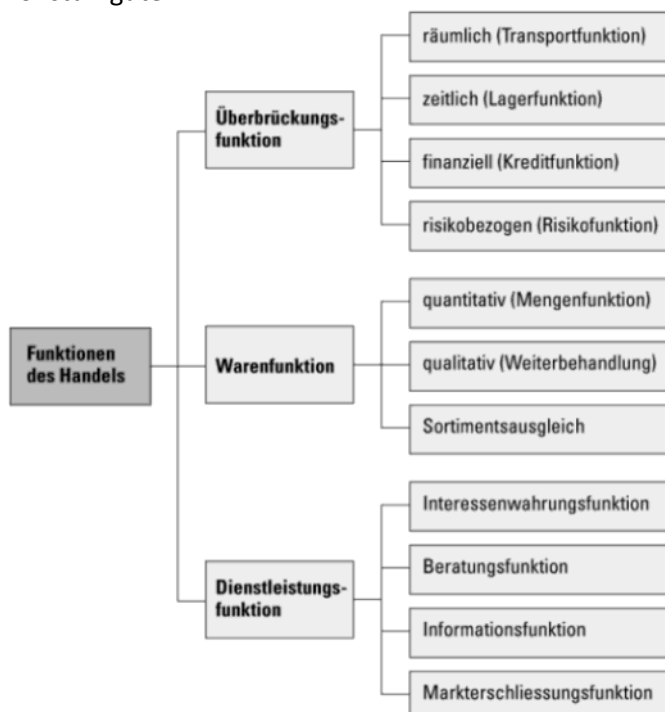 räumlich (Transportfunktion)
zeitlich (Lagerfunktion)
finanziell (Kreditfunktion)
risikobezogen (Risikofunktion)
Überbrückungs-
funktion
quantitativ (Mengenfunktion)
qualitativ (Weiterbehandlung)
Sortimentsausgleich
Warenfunktion
Funktionen
des Handels
Interessenwahrungsfunktion
Beratungsfunktion
Informationsfunktion
Markterschliessungsfunktion
Dienstleistungs-
funktion